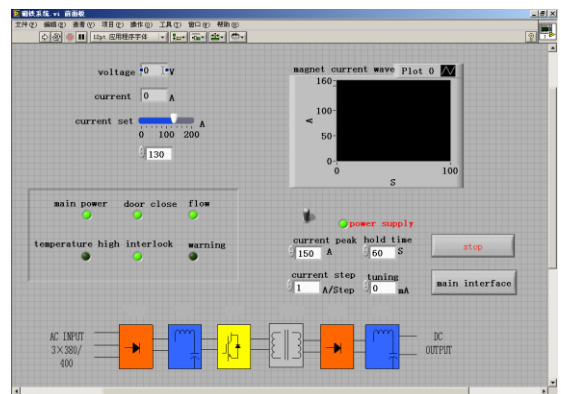 磁铁系统.vi 前面板
文件(F) 编辑(E) 查看(V) 项目(P) 操作(O) 工具(T) 窗口(W) 帮助(H)
12pt 应用程序字体
voltage 0 V
current 0 A
current set A
0 100 200
130
magnet current wave Plot 0
160
A
50
0
0 100
S
main power door close flow
temperature high interlock warning
power supply
current peak hold time
150 A 60 S
stop
current step tuning
1 A/Step 0 mA
main interface
AC INPUT
3×380/
400
DC
OUTPUT